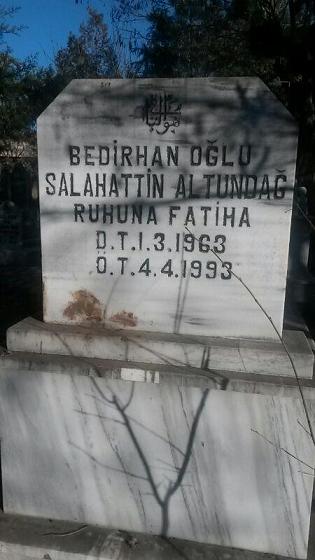 BEDİRHAN OĞLU
SALAHATTİN ALTUNDAĞ
RUHUNA FATİHA
D.T.1.3.1963
Ö.T.4.4.1993